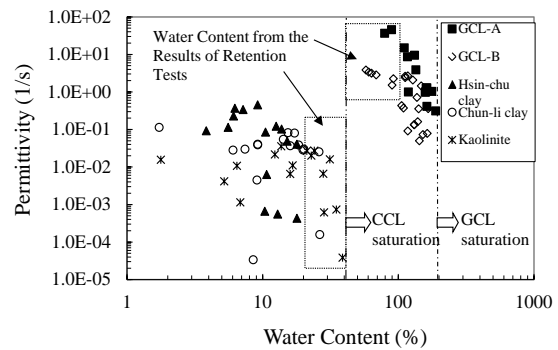 1.0E+02
1.0E+01
1.0E+00
1.0E-01
1.0E-02
1.0E-03
1.0E-04
1.0E-05
Permittivity (1/s)
Water Content from the
Results of Retention
Tests
GCL-A
GCL-B
Hsin-chu
clay
Chun-li clay
Kaolinite
CCL
saturation
GCL
saturation
1 10 100 1000
Water Content (%)